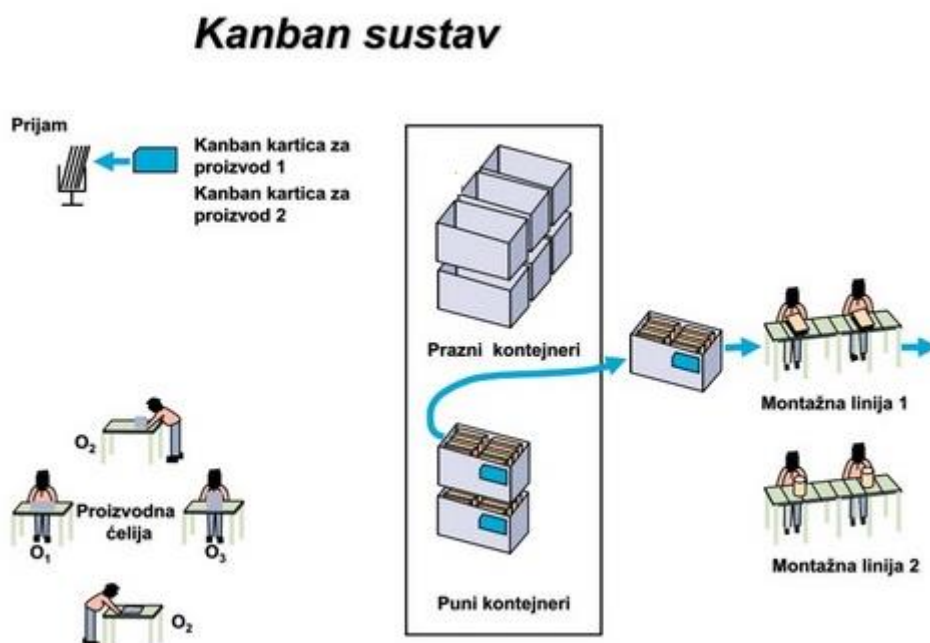 Kanban sustav
Prijam
Kanban kartica za
proizvod 1
Kanban kartica za
proizvod 2
Prazni kontejneri
Montažna linija 1
O2
Proizvodna
ćelija
O1
O3
O2
Puni kontejneri
Montažna linija 2